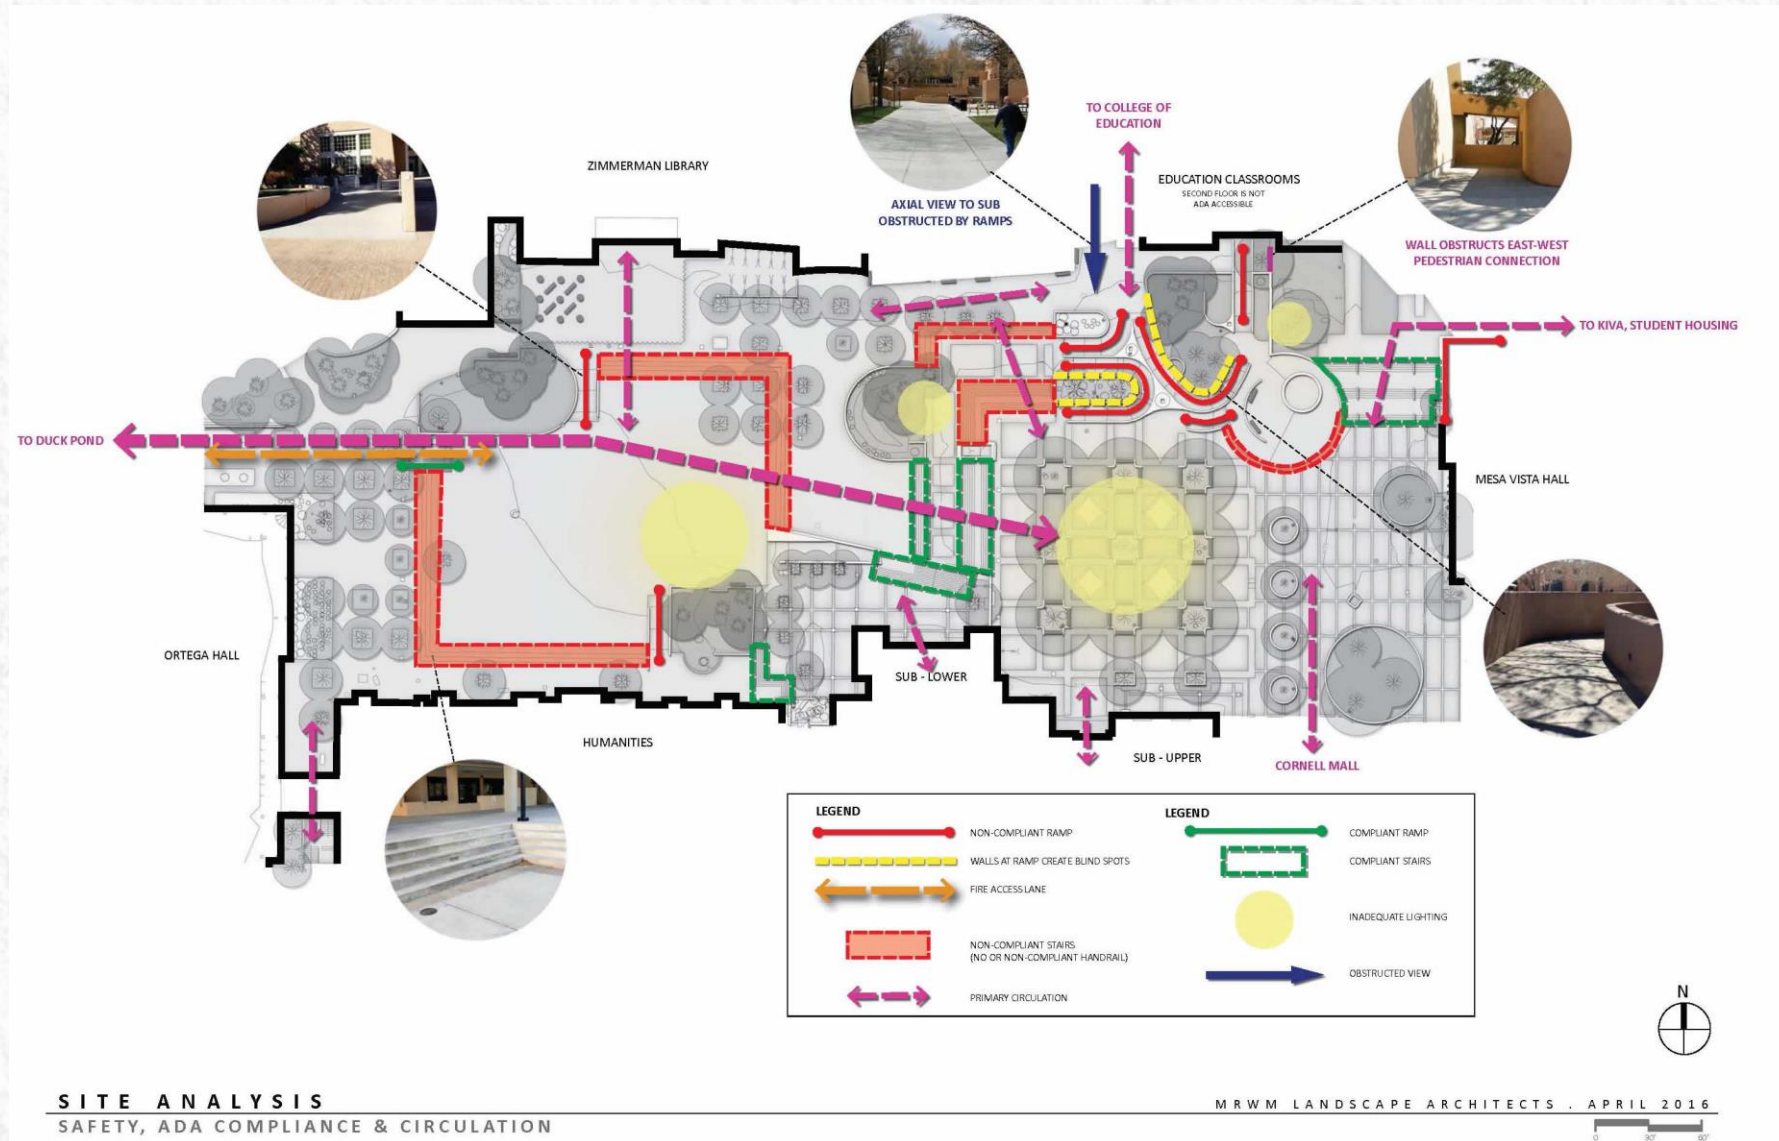 ZIMMERMAN LIBRARY
AXIAL VIEW TO SUB
OBSTRUCTED BY RAMPS
TO COLLEGE OF
EDUCATION
EDUCATION CLASSROOMS
SECOND FLOOR IS NOT
ADA ACCESSIBLE
WALL OBSTRUCTS EAST-WEST
PEDESTRIAN CONNECTION
TO KIVA, STUDENT HOUSING
TO DUCK POND
MESA VISTA HALL
ORTEGA HALL
SUB - LOWER
HUMANITIES
SUB - UPPER
CORNELL MALL
LEGEND
NON-COMPLIANT RAMP
WALLS AT RAMP CREATE BLIND SPOTS
FIRE ACCESS LANE
NON-COMPLIANT STAIRS
(NO OR NON-COMPLIANT HANDRAIL)
PRIMARY CIRCULATION
LEGEND
COMPLIANT RAMP
COMPLIANT STAIRS
INADEQUATE LIGHTING
OBSTRUCTED VIEW
N
SITE ANALYSIS
SAFETY, ADA COMPLIANCE & CIRCULATION
MRWM LANDSCAPE ARCHITECTS . APRIL 2016
0 30' 60'